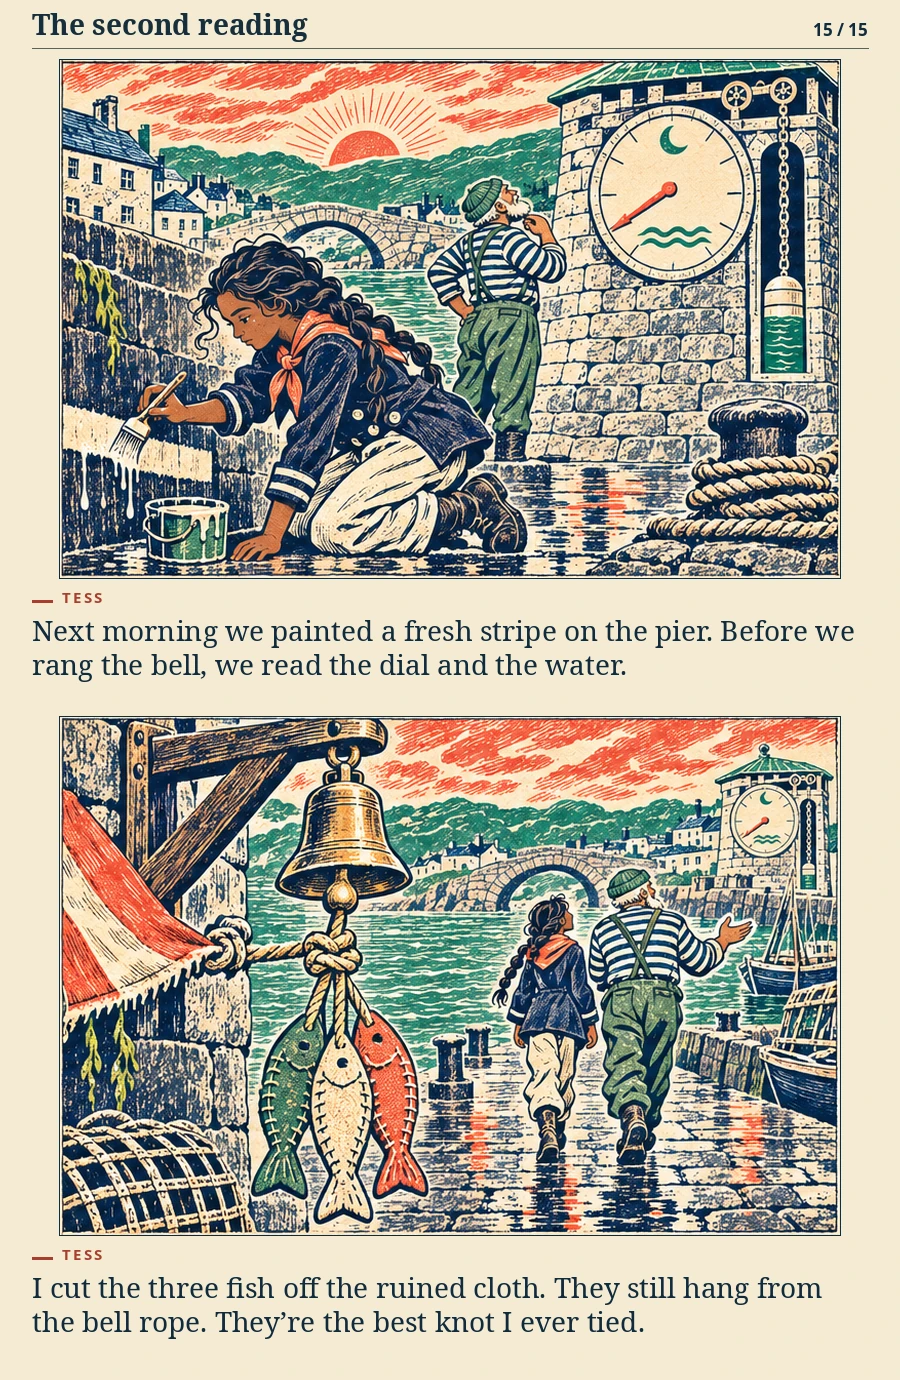 The second reading
15 / 15
TESS
Next morning we painted a fresh stripe on the pier. Before we
rang the bell, we read the dial and the water.
TESS
I cut the three fish off the ruined cloth. They still hang from
the bell rope. They’re the best knot I ever tied.